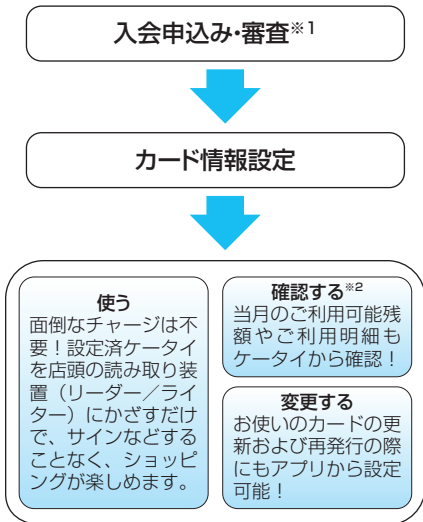 入会申込み・審査※1
カード情報設定
使う
面倒なチャージは不
要！設定済ケータイ
を店頭の読み取り装
置（リーダー／ライ
ター）にかざすだけ
で、サインなどする
ことなく、ショッピ
ングが楽しめます。
確認する※2
当月のご利用可能残
額やご利用明細も
ケータイから確認！
変更する
お使いのカードの更
新および再発行の際
にもアプリから設定
可能！